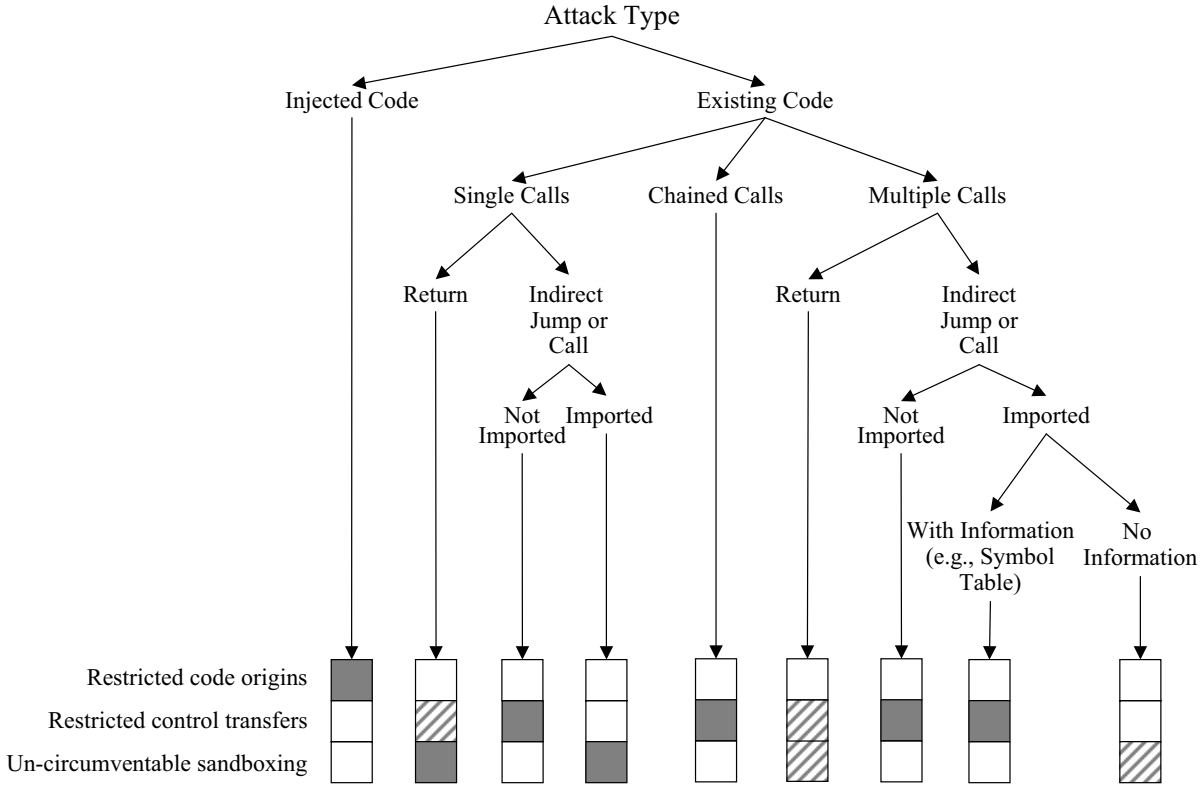 Attack Type
Injected Code
Existing Code
Single Calls
Chained Calls
Multiple Calls
Return
Indirect
Jump or
Call
Return
Indirect
Jump or
Call
Not
Imported
Imported
Not
Imported
Imported
With Information
(e.g., Symbol
Table)
No
Information
Restricted code origins
Restricted control transfers
Un-circumventable sandboxing